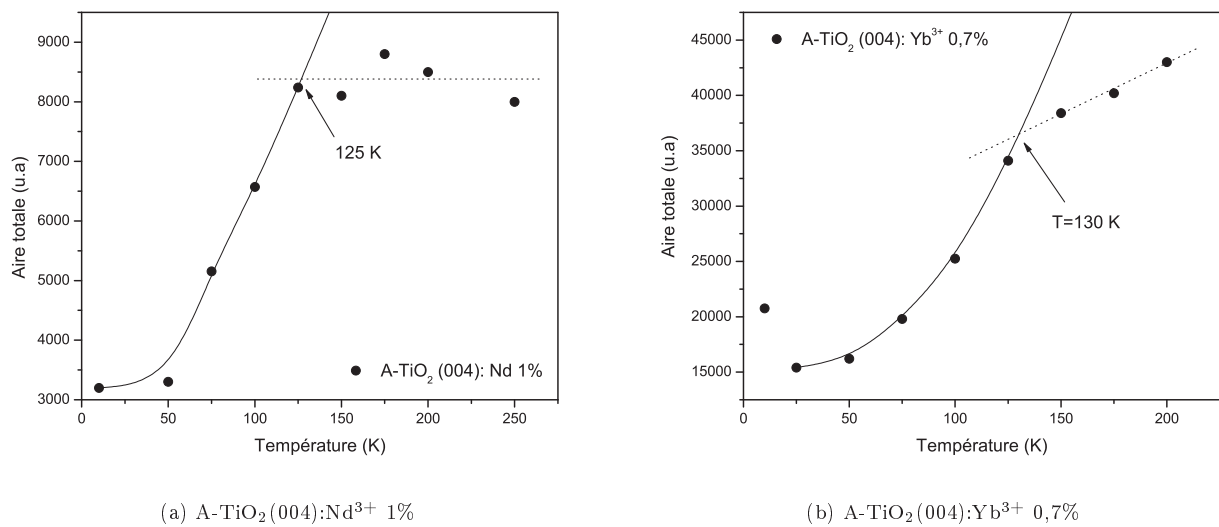 9000
8000
7000
6000
5000
4000
3000
0
50
100
150
200
250
Aire totale (u.a)
Température (K)
125 K
A-TiO2 (004): Nd 1%
(a) A-TiO2(004):Nd3+ 1%
45000
40000
35000
30000
25000
20000
15000
0
50
100
150
200
Aire totale (u.a)
Température (K)
A-TiO2 (004): Yb3+ 0,7%
T=130 K
(b) A-TiO2(004):Yb3+ 0,7%